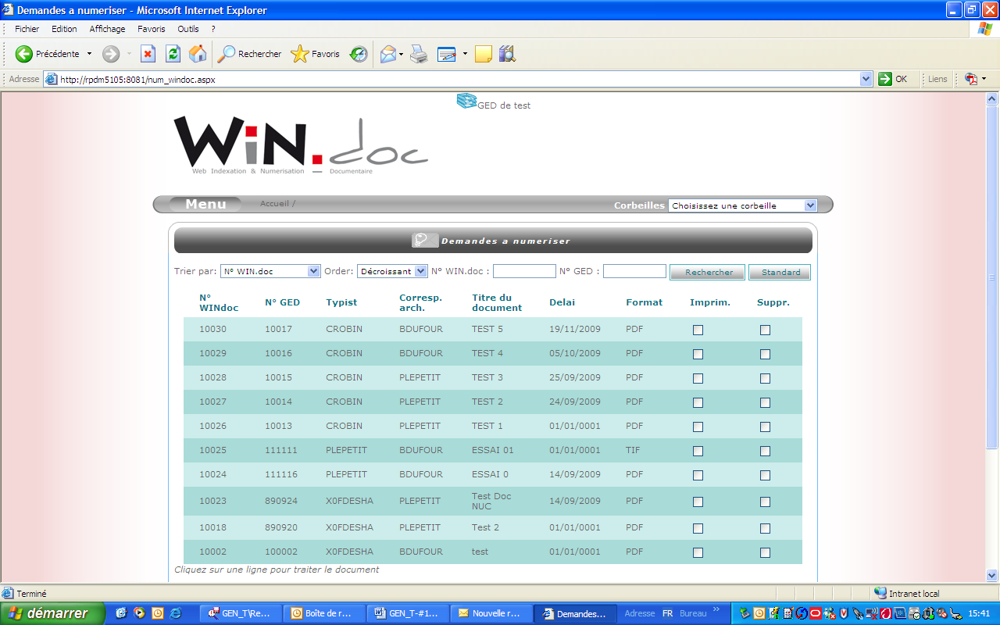 Demandes a numeriser - Microsoft Internet Explorer
Fichier Edition Affichage Favoris Outils ?
Précédente Rechercher Favoris
Adresse http://rpdm5105:8081/num_windoc.aspx OK Liens
GED de test
WiN.doc
Web Indexation & Numerisation — Documentaire
Menu Accueil / Corbeilles Choisissez une corbeille
Demandes a numeriser
Trier par: N° WIN.doc Order: Décroissant N° WIN.doc : N° GED : Rechercher Standard
N° WINdoc N° GED Typist Corresp. arch. Titre du document Delai Format Imprim. Suppr.
10030 10017 CROBIN BDUFOUR TEST 5 19/11/2009 PDF
10029 10016 CROBIN BDUFOUR TEST 4 05/10/2009 PDF
10028 10015 CROBIN PLEPETIT TEST 3 25/09/2009 PDF
10027 10014 CROBIN PLEPETIT TEST 2 24/09/2009 PDF
10026 10013 CROBIN PLEPETIT TEST 1 01/01/0001 PDF
10025 111111 PLEPETIT BDUFOUR ESSAI 01 01/01/0001 TIF
10024 111116 PLEPETIT BDUFOUR ESSAI 0 14/09/2009 PDF
10023 890924 X0FDESHA PLEPETIT Test Doc NUC 14/09/2009 PDF
10018 890920 X0FDESHA PLEPETIT Test 2 01/01/0001 PDF
10002 100002 X0FDESHA BDUFOUR test 01/01/0001 PDF
Cliquez sur une ligne pour traiter le document
Terminé Intranet local
démarrer GEN_T\Re... Boîte de r... GEN_T-#1... Nouvelle r... Demandes... Adresse FR Bureau » 15:41